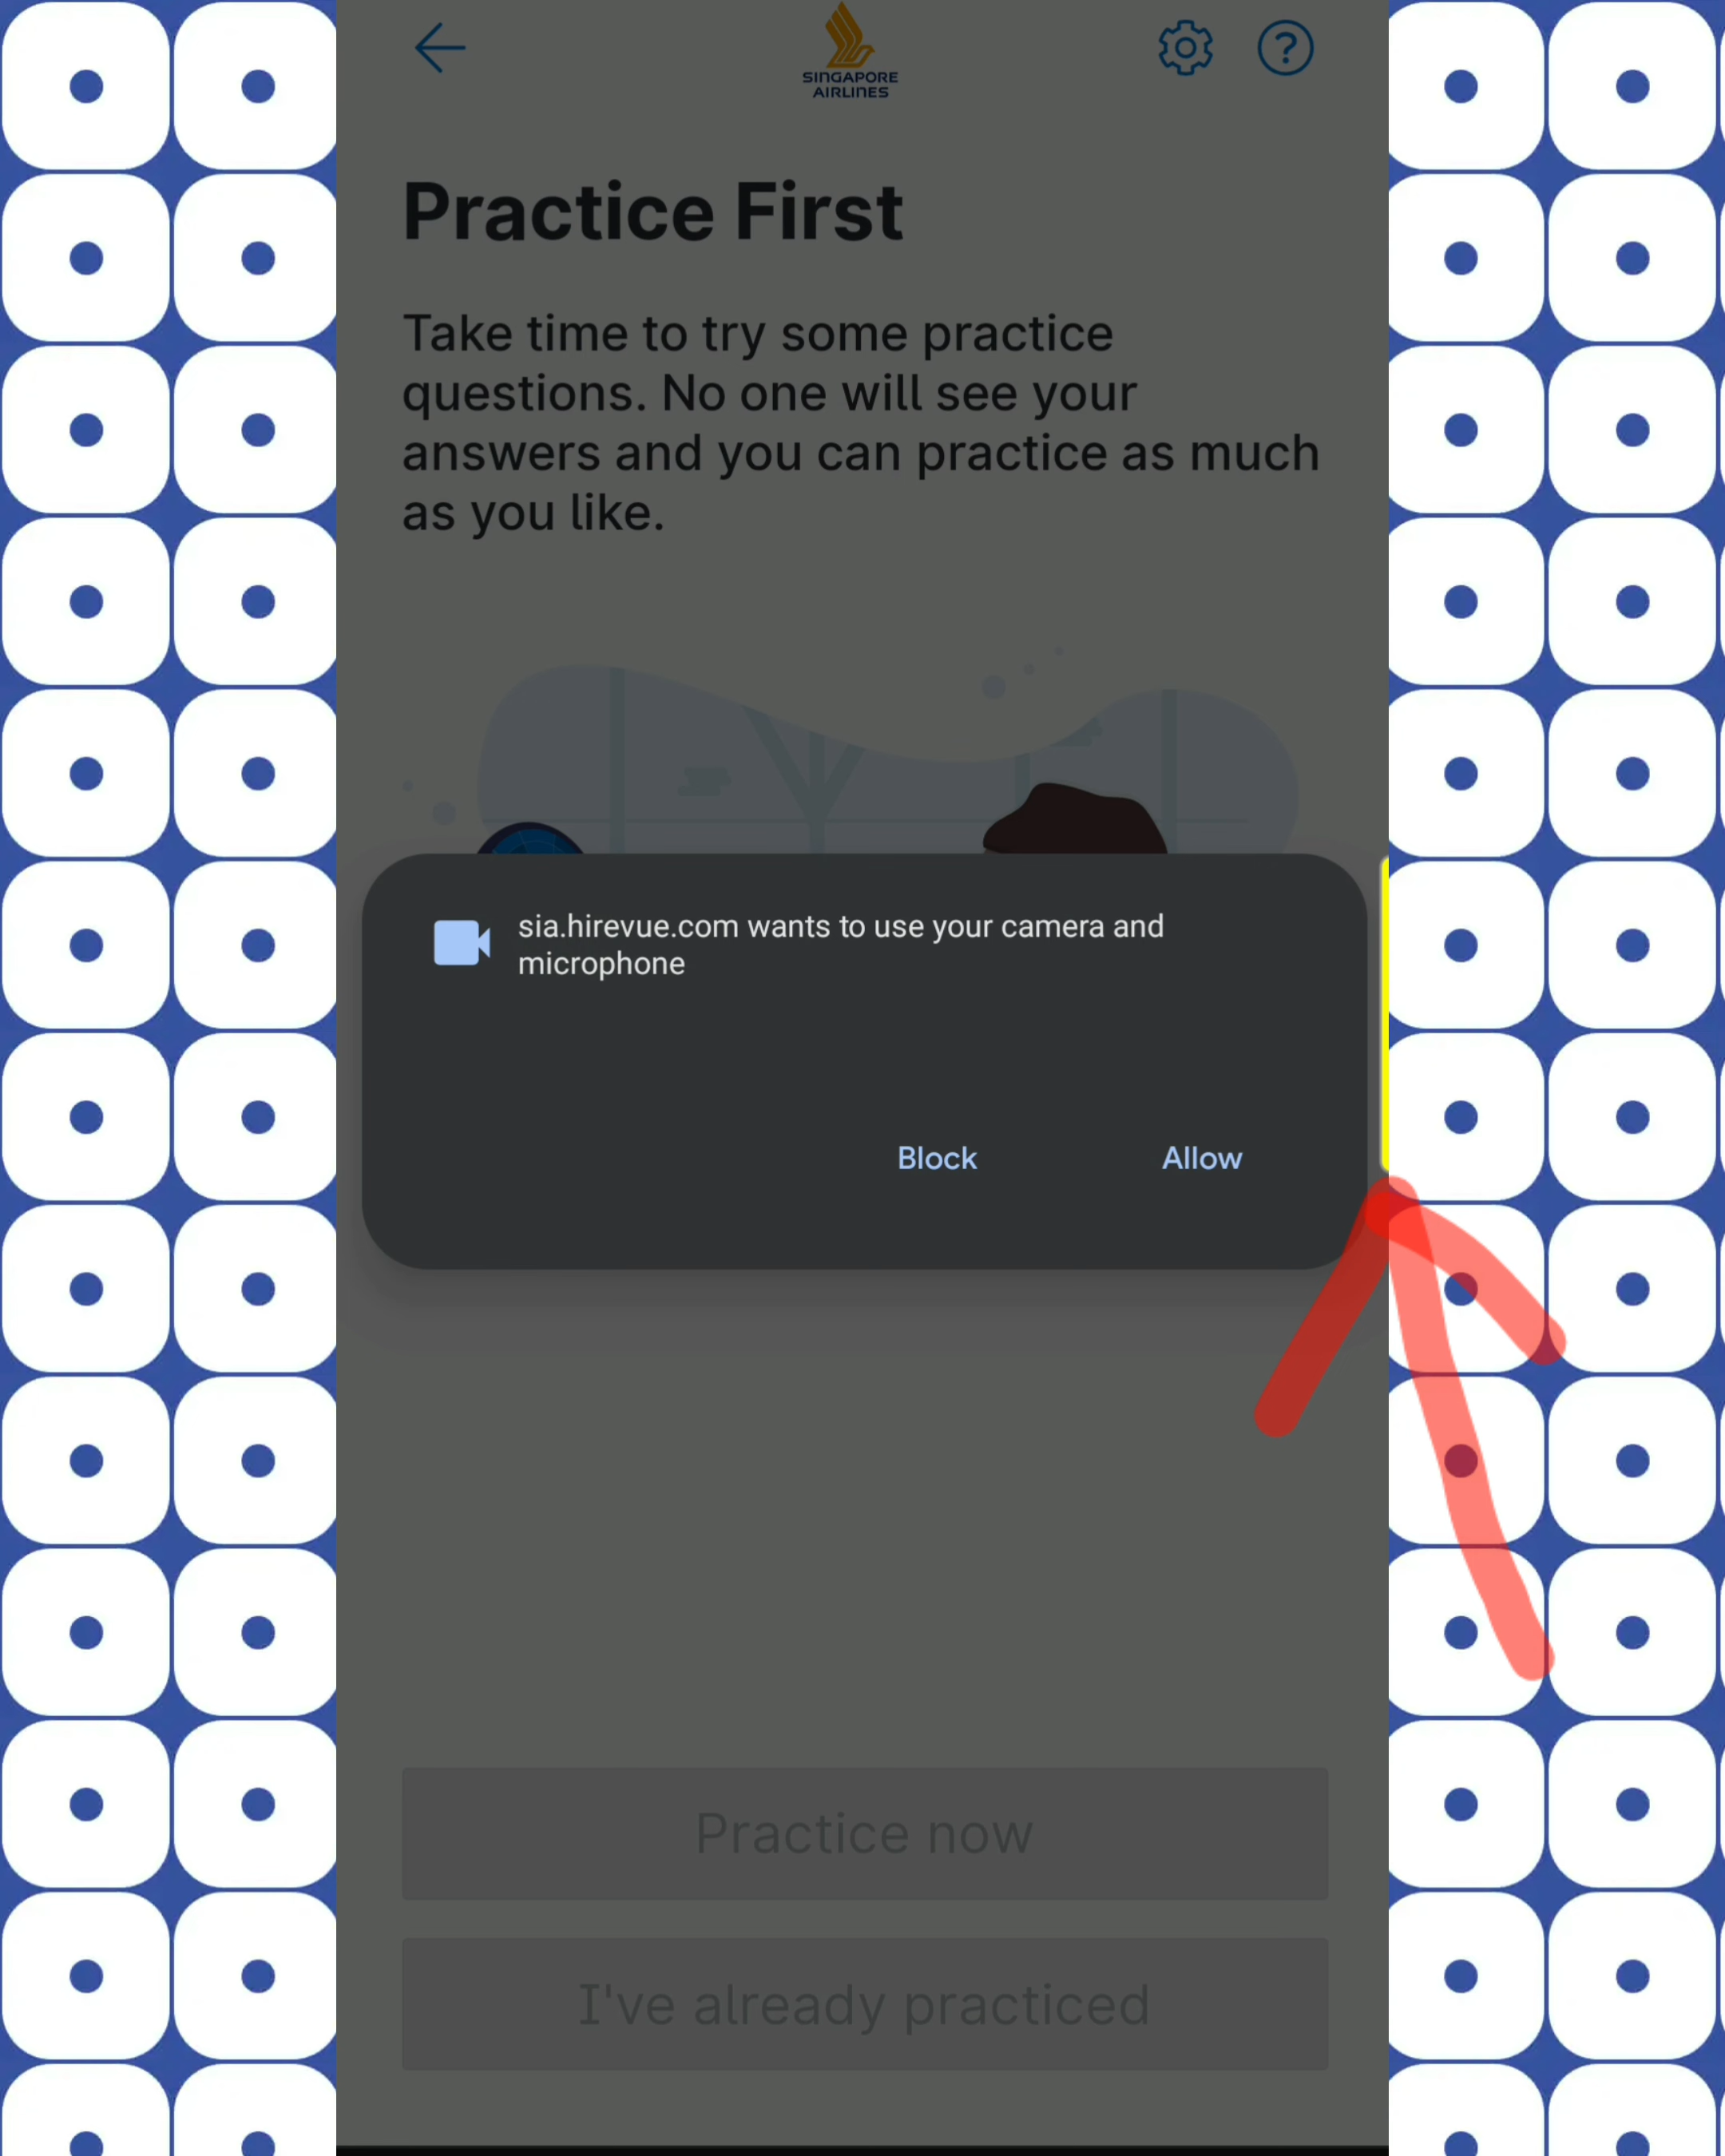 SINGAPORE
AIRLINES
Practice First
Take time to try some practice
questions. No one will see your
answers and you can practice as much
as you like.
sia.hirevue.com wants to use your camera and
microphone
Block Allow
Practice now
I've already practiced